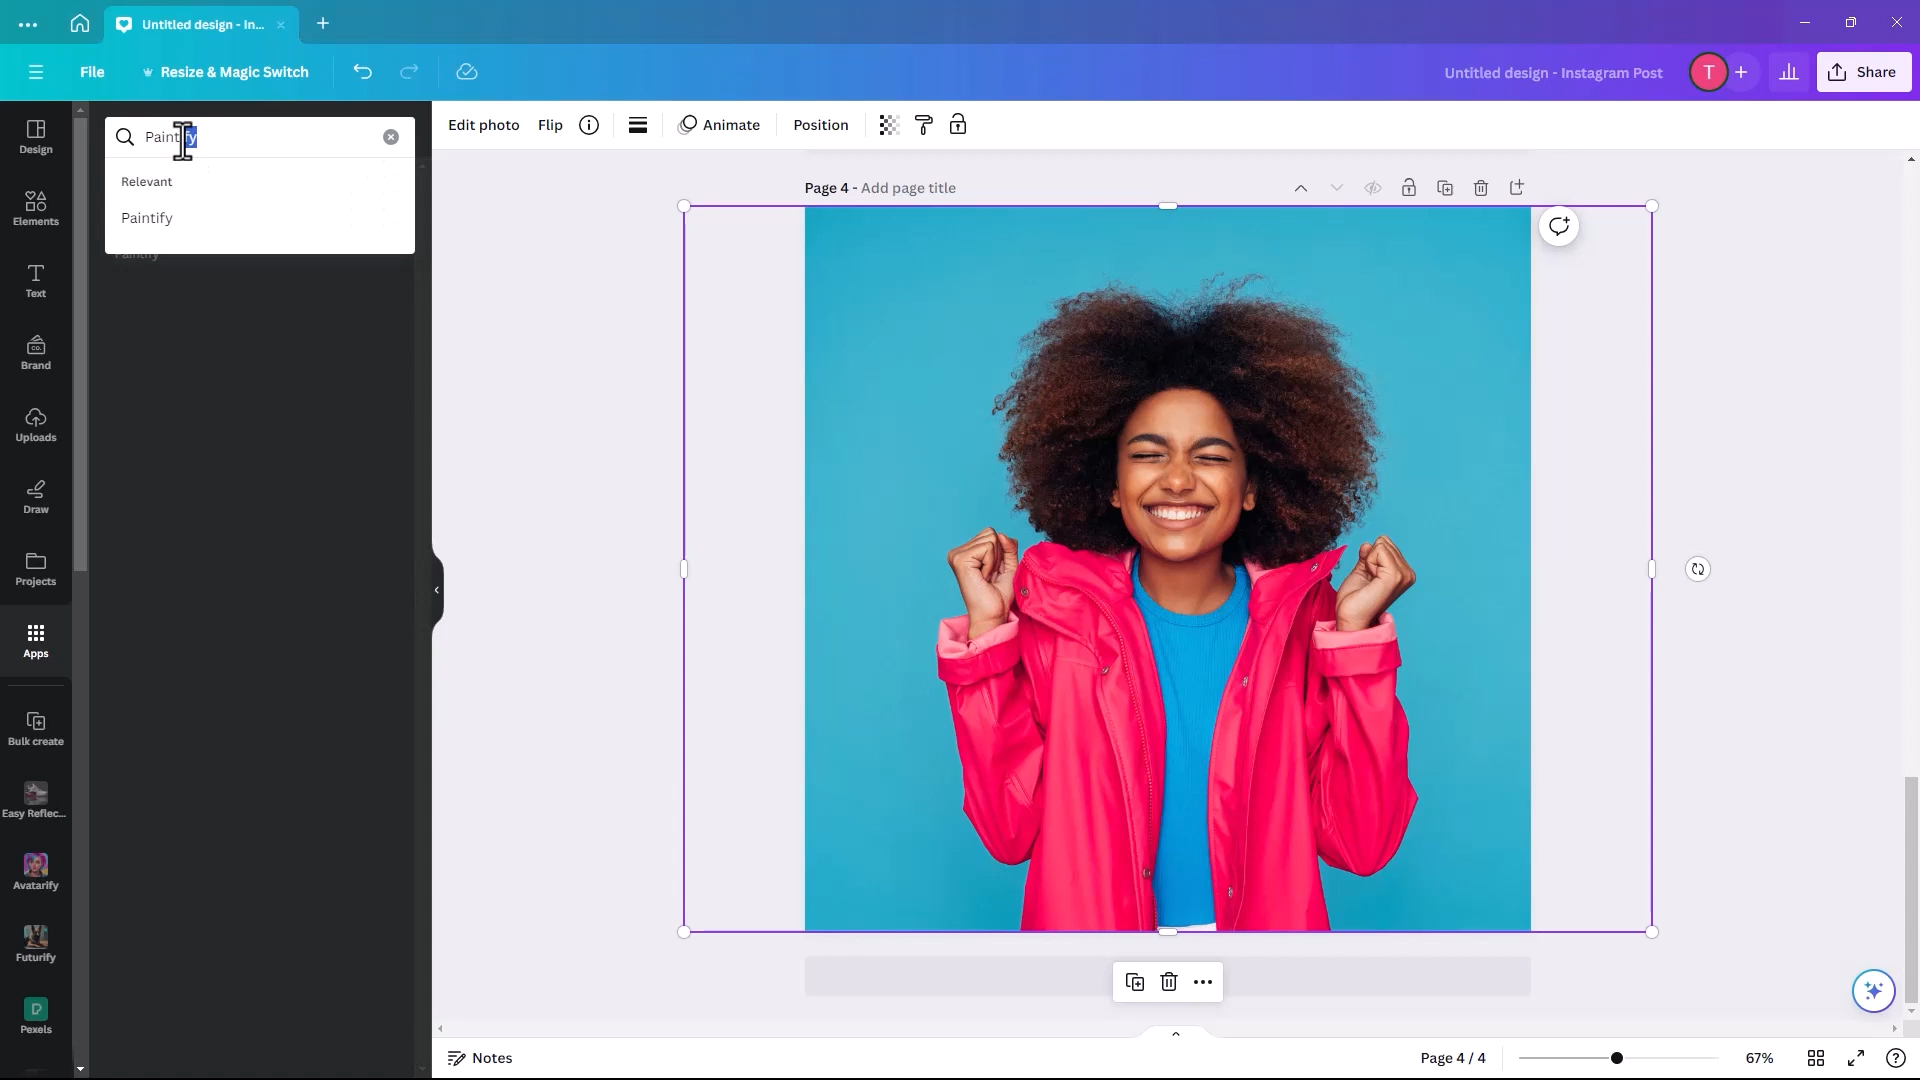 Untitled design - In...
File
Resize & Magic Switch
Untitled design - Instagram Post
T
Share
Design
Elements
Text
Brand
CO.
Uploads
Draw
Projects
Apps
Bulk create
Easy Reflec...
Avatarify
Futurify
P
Pexels
Paintify
Relevant
Paintify
Paintify
Edit photo
Flip
Animate
Position
Page 4 - Add page title
Notes
Page 4 / 4
67%